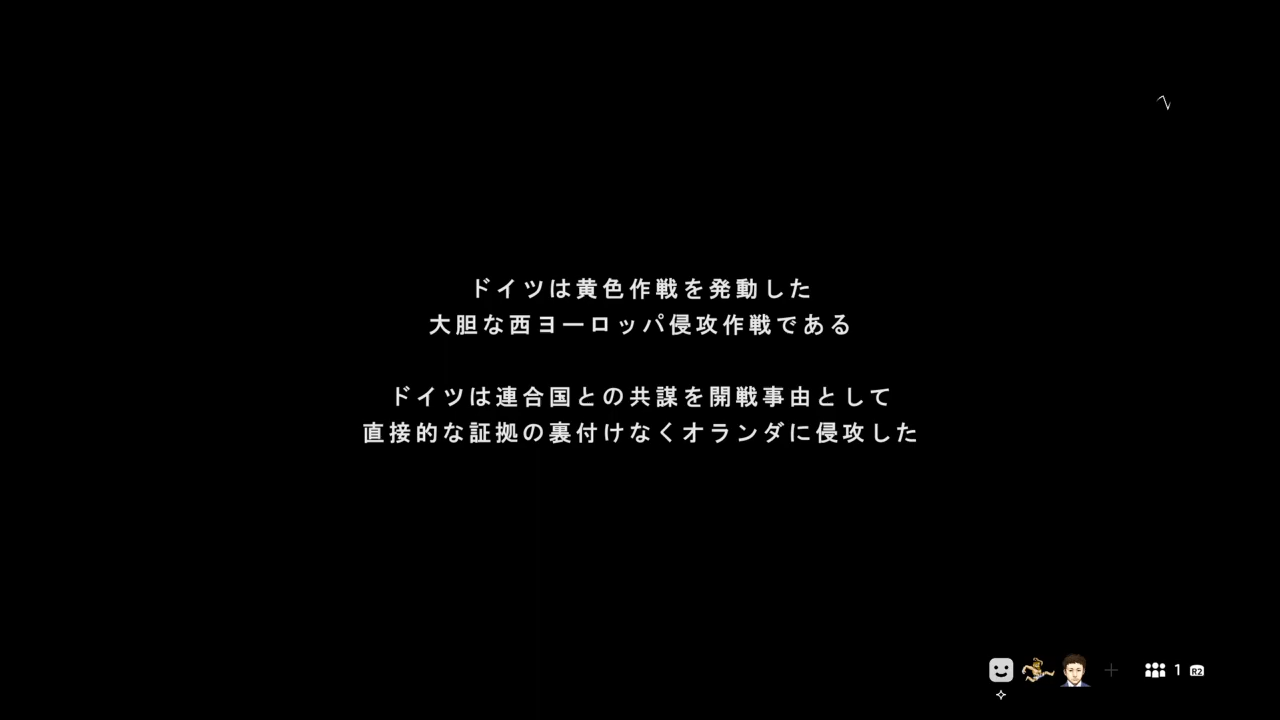 ドイツは黄色作戦を発動した
大胆な西ヨーロッパ侵攻作戦である
ドイツは連合国との共謀を開戦事由として
直接的な証拠の裏付けなくオランダに侵攻した
1 R2